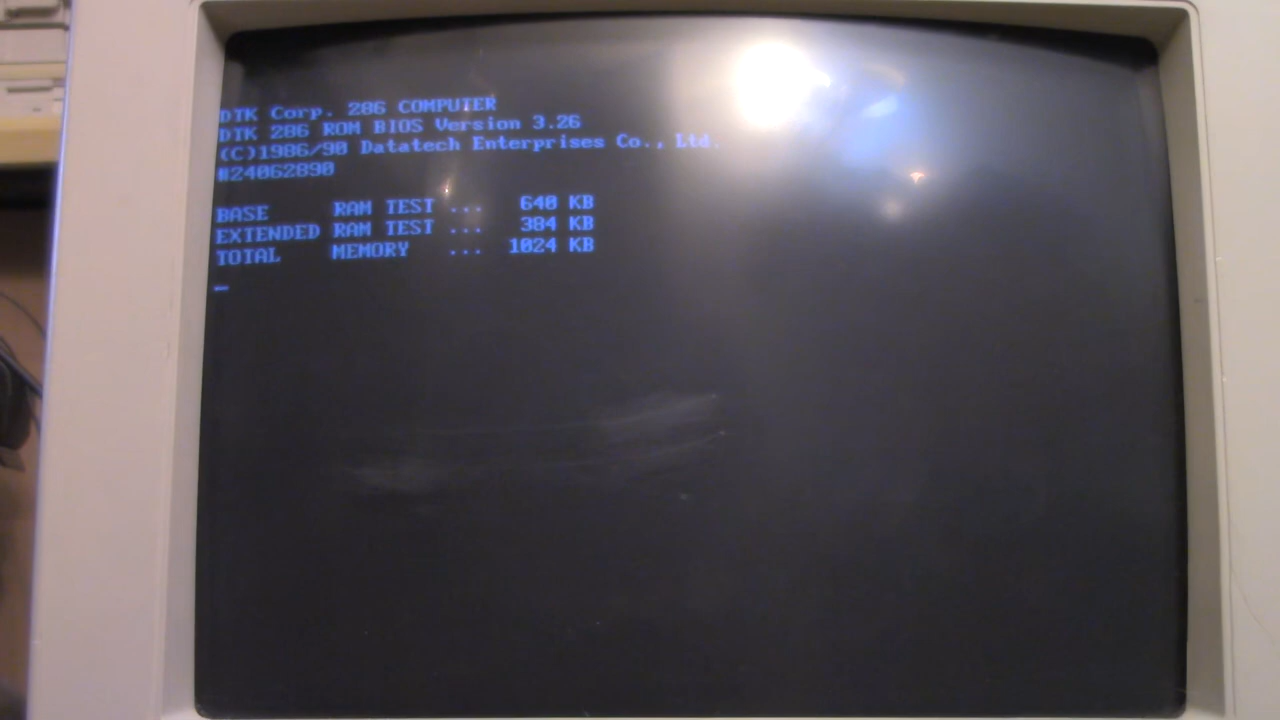 DTK Corp. 286 COMPUTER
DTK 286 ROM BIOS Version 3.26
(C)1986/90 Datatech Enterprises Co., Ltd.
#24062890
BASE RAM TEST ... 640 KB
EXTENDED RAM TEST ... 384 KB
TOTAL MEMORY ... 1024 KB